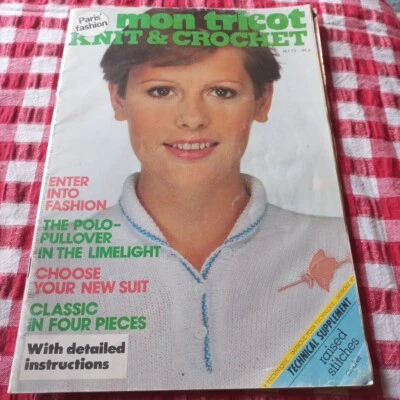 Paris
fashion
mon tricot
KNIT & CROCHET
ENTER
INTO
FASHION
THE POLO-
PULLOVER
IN THE LIMELIGHT
CHOOSE
YOUR NEW SUIT
CLASSIC
IN FOUR PIECES
With detailed
instructions
TECHNICAL SUPPLEMENT
raised
stitches